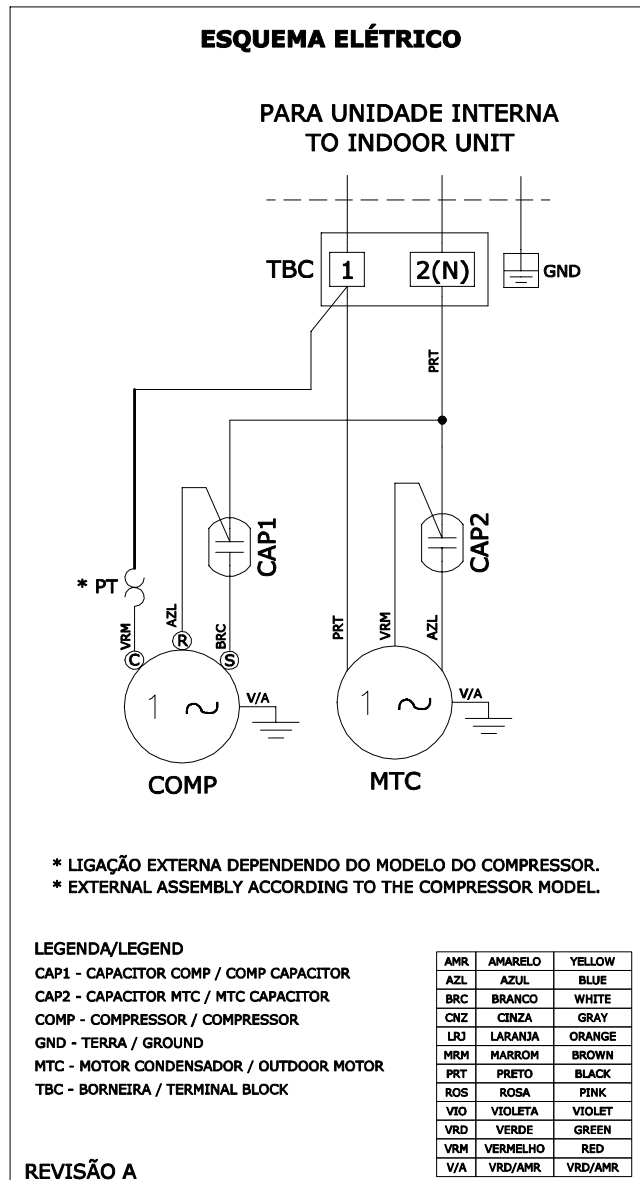 ESQUEMA ELÉTRICO
PARA UNIDADE INTERNA
TO INDOOR UNIT
TBC
1
2(N)
GND
PRT
CAP1
CAP2
* PT
VRM
AZL
BRC
PRT
VRM
AZL
C
R
S
1
V/A
1
V/A
COMP
MTC
* LIGAÇÃO EXTERNA DEPENDENDO DO MODELO DO COMPRESSOR.
* EXTERNAL ASSEMBLY ACCORDING TO THE COMPRESSOR MODEL.
LEGENDA/LEGEND
CAP1 - CAPACITOR COMP / COMP CAPACITOR
CAP2 - CAPACITOR MTC / MTC CAPACITOR
COMP - COMPRESSOR / COMPRESSOR
GND - TERRA / GROUND
MTC - MOTOR CONDENSADOR / OUTDOOR MOTOR
TBC - BORNEIRA / TERMINAL BLOCK
AMR AMARELO YELLOW
AZL AZUL BLUE
BRC BRANCO WHITE
CNZ CINZA GRAY
LRJ LARANJA ORANGE
MRM MARROM BROWN
PRT PRETO BLACK
ROS ROSA PINK
VIO VIOLETA VIOLET
VRD VERDE GREEN
VRM VERMELHO RED
V/A VRD/AMR VRD/AMR
REVISÃO A